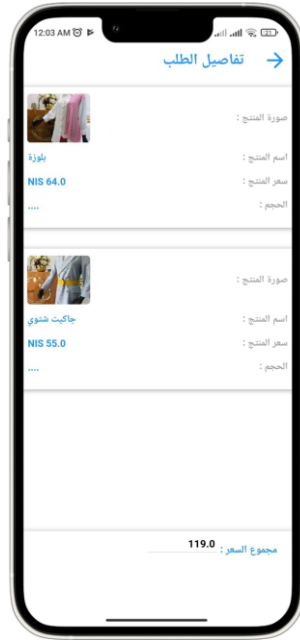 12:03 AM
تفاصيل الطلب
صورة المنتج :
اسم المنتج : بلوزة
سعر المنتج : NIS 64.0
الحجم : ....
صورة المنتج :
اسم المنتج : جاكيت شتوي
سعر المنتج : NIS 55.0
الحجم : ....
مجموع السعر : 119.0